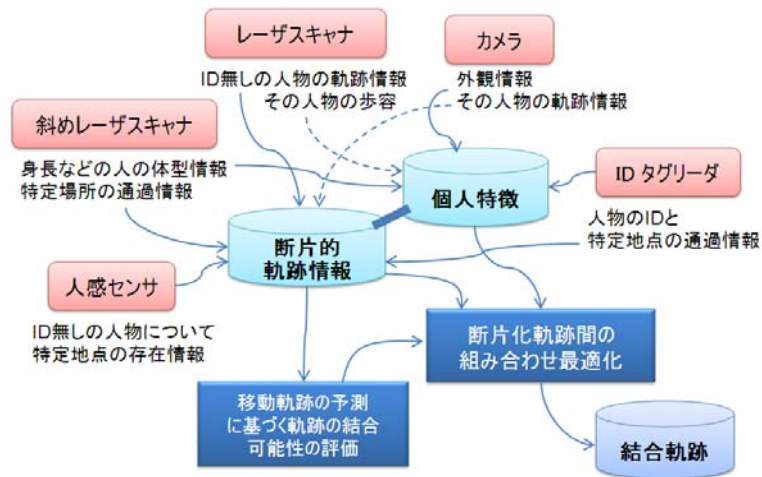 レーザスキャナ
カメラ
ID無しの人物の軌跡情報
その人物の歩容
外観情報
その人物の軌跡情報
斜めレーザスキャナ
身長などの人の体型情報
特定場所の通過情報
個人特徴
ID タグリーダ
人物のIDと
特定地点の通過情報
断片的
軌跡情報
人感センサ
ID無しの人物について
特定地点の存在情報
断片化軌跡間の
組み合わせ最適化
移動軌跡の予測
に基づく軌跡の結合
可能性の評価
結合軌跡